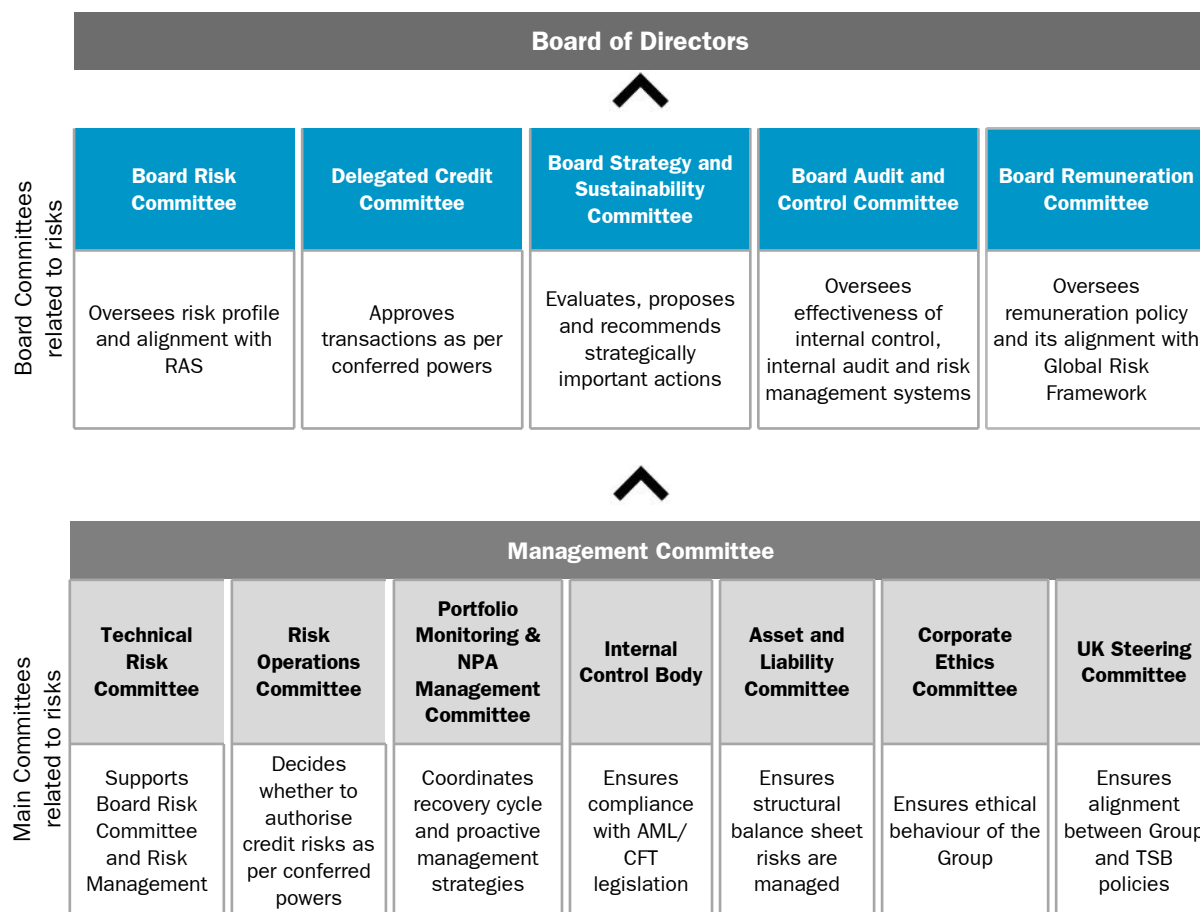 Board of Directors
Board Committees
related to risks
Board Risk
Committee
Delegated Credit
Committee
Board Strategy and
Sustainability
Committee
Board Audit and
Control Committee
Board Remuneration
Committee
Oversees risk profile
and alignment with
RAS
Approves
transactions as per
conferred powers
Evaluates, proposes
and recommends
strategically
important actions
Oversees
effectiveness of
internal control,
internal audit and risk
management systems
Oversees
remuneration policy
and its alignment with
Global Risk
Framework
Management Committee
Main Committees
related to risks
Technical
Risk
Committee
Risk
Operations
Committee
Portfolio
Monitoring &
NPA
Management
Committee
Internal
Control Body
Asset and
Liability
Committee
Corporate
Ethics
Committee
UK Steering
Committee
Supports
Board Risk
Committee
and Risk
Management
Decides
whether to
authorise
credit risks as
per conferred
powers
Coordinates
recovery cycle
and proactive
management
strategies
Ensures
compliance
with AML/
CFT
legislation
Ensures
structural
balance sheet
risks are
managed
Ensures ethical
behaviour of the
Group
Ensures
alignment
between Group
and TSB
policies